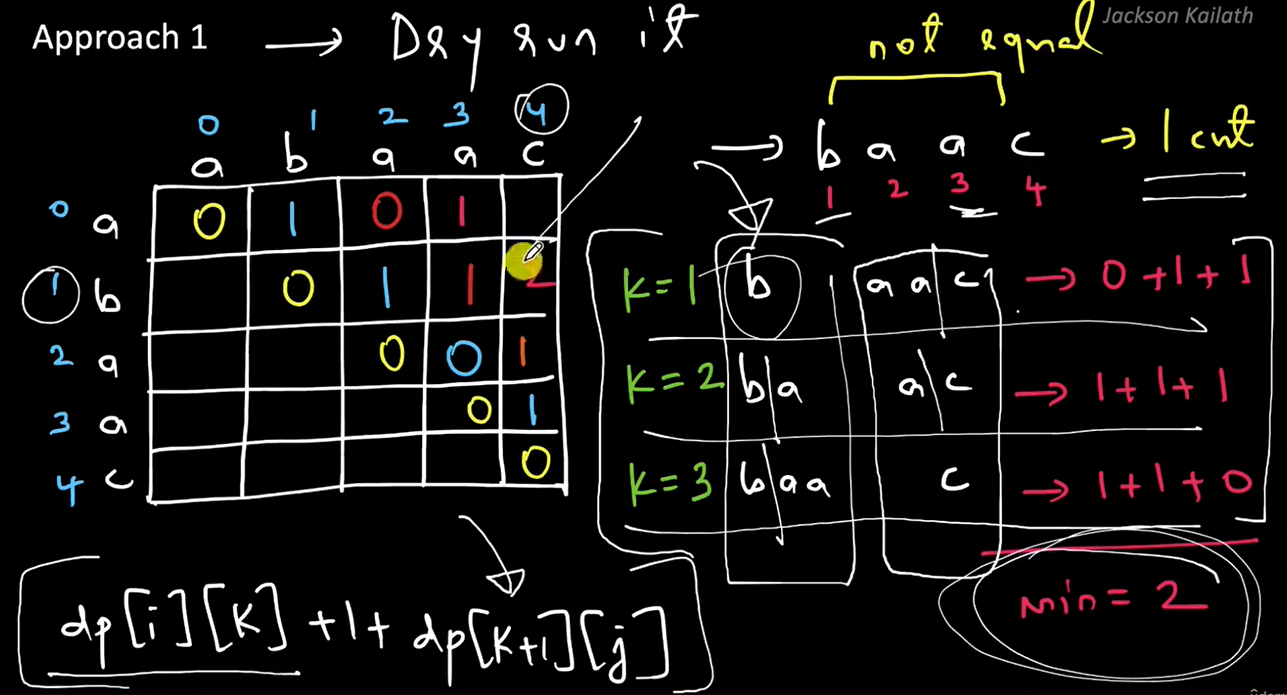 Jackson Kailath
Approach 1 → Dry run it
not equal
0 1 2 3 4
a b a a c
→ b a a c → 1 cut
1 2 3 4
0 a 0 1 0 1
1 b 0 1 1 2
2 a 0 0 1
3 a 0 1
4 c 0
K=1 b aa|c → 0+1+1
K=2 b|a a|c → 1+1+1
K=3 b|aa c → 1+1+0
min=2
dp[i][K] +1+ dp[K+1][j]